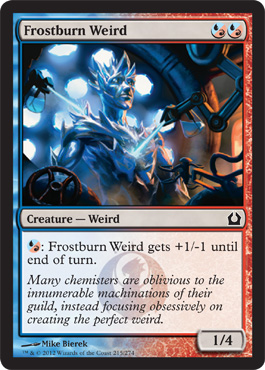 Frostburn Weird
Creature — Weird
: Frostburn Weird gets +1/-1 until
end of turn.
Many chemisters are oblivious to the
innumerable machinations of their
guild, instead focusing obsessively on
creating the perfect weird.
1/4
Mike Bierek
™ & © 2012 Wizards of the Coast 215/274